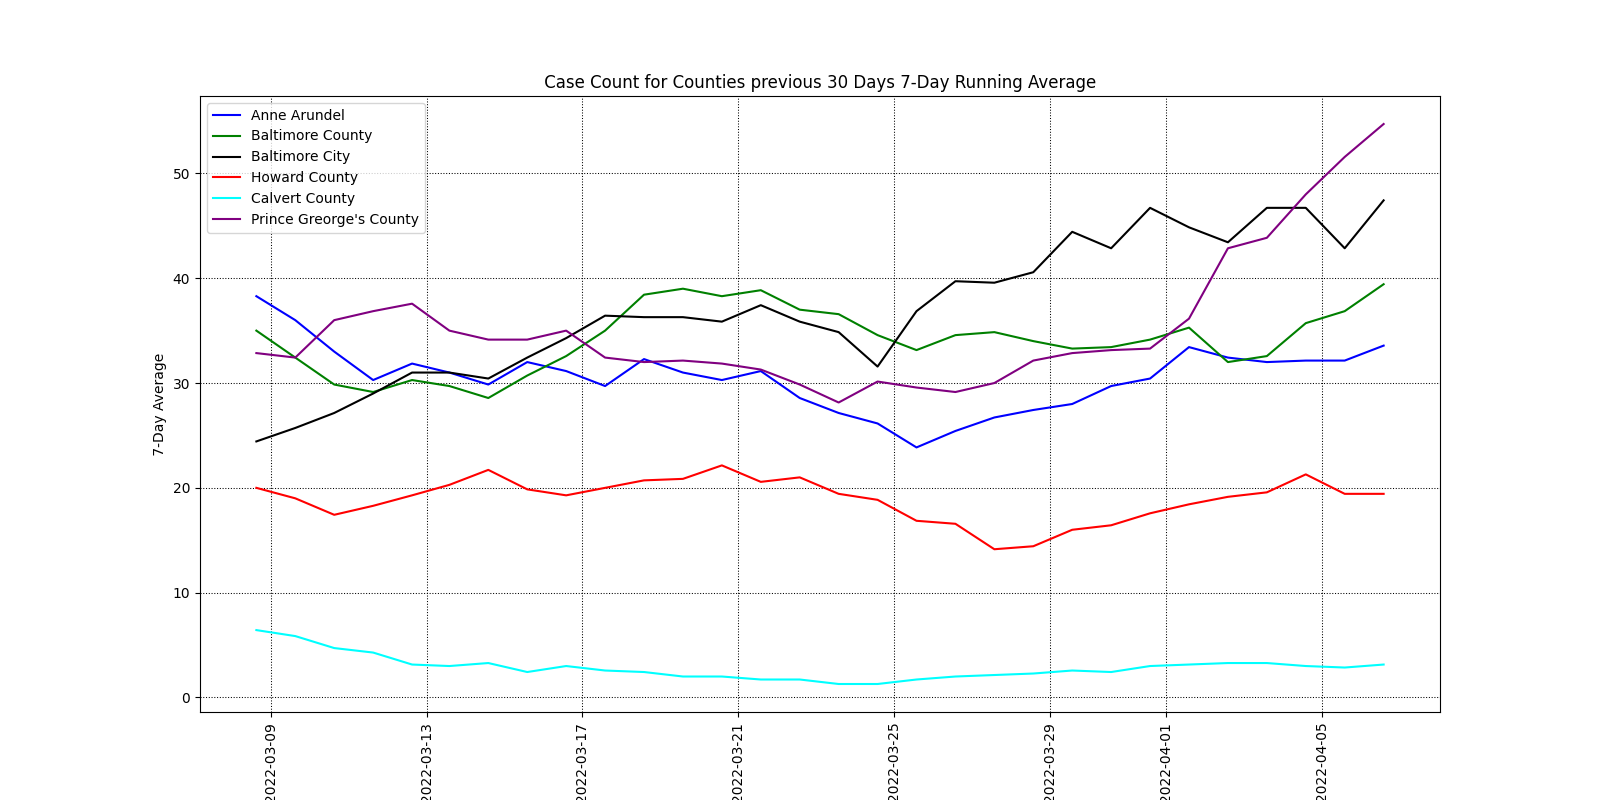 Case Count for Counties previous 30 Days 7-Day Running Average
Anne Arundel
Baltimore County
Baltimore City
Howard County
Calvert County
Prince Greorge's County
7-Day Average
50
40
30
20
10
0
2022-03-09
2022-03-13
2022-03-17
2022-03-21
2022-03-25
2022-03-29
2022-04-01
2022-04-05